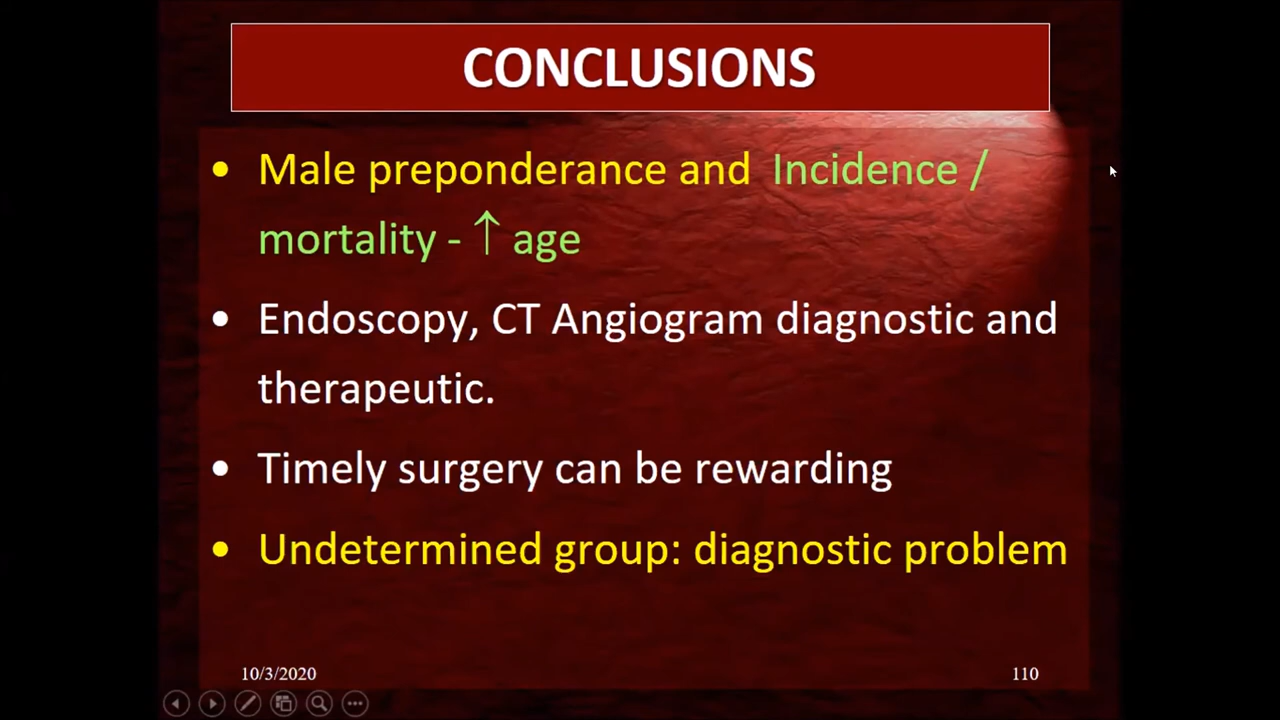 CONCLUSIONS
• Male preponderance and Incidence /
mortality - ↑ age
• Endoscopy, CT Angiogram diagnostic and
therapeutic.
• Timely surgery can be rewarding
• Undetermined group: diagnostic problem
10/3/2020
110